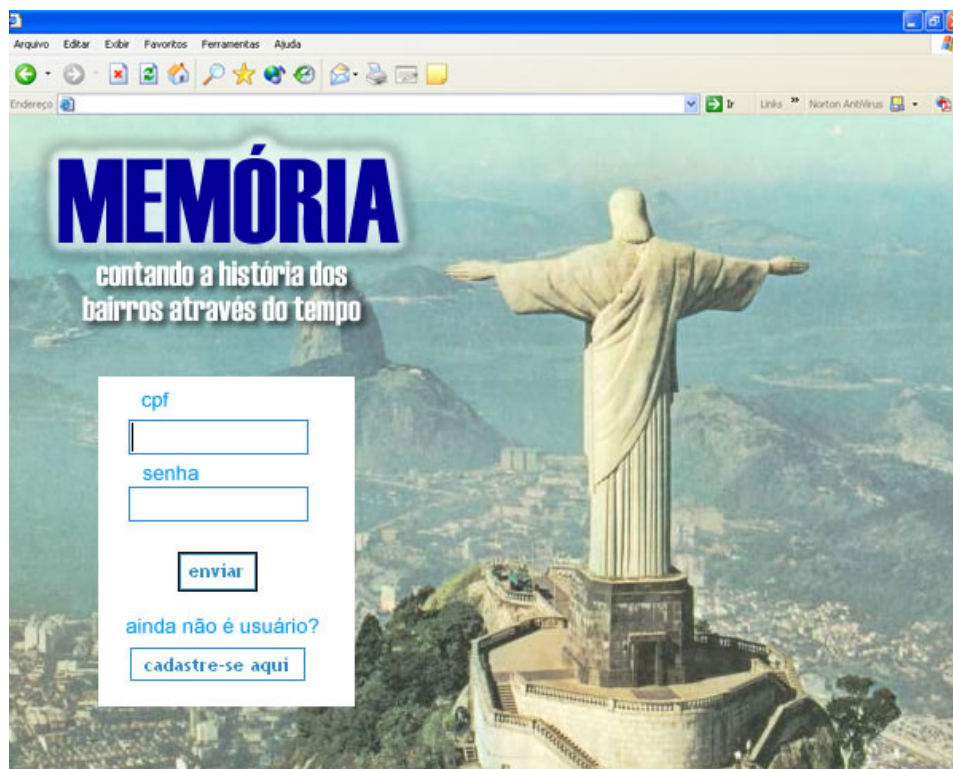 Arquivo Editar Exibir Favoritos Ferramentas Ajuda
Endereço Ir Links » Norton AntiVirus
MEMÓRIA
contando a história dos
bairros através do tempo
cpf
senha
enviar
ainda não é usuário?
cadastre-se aqui